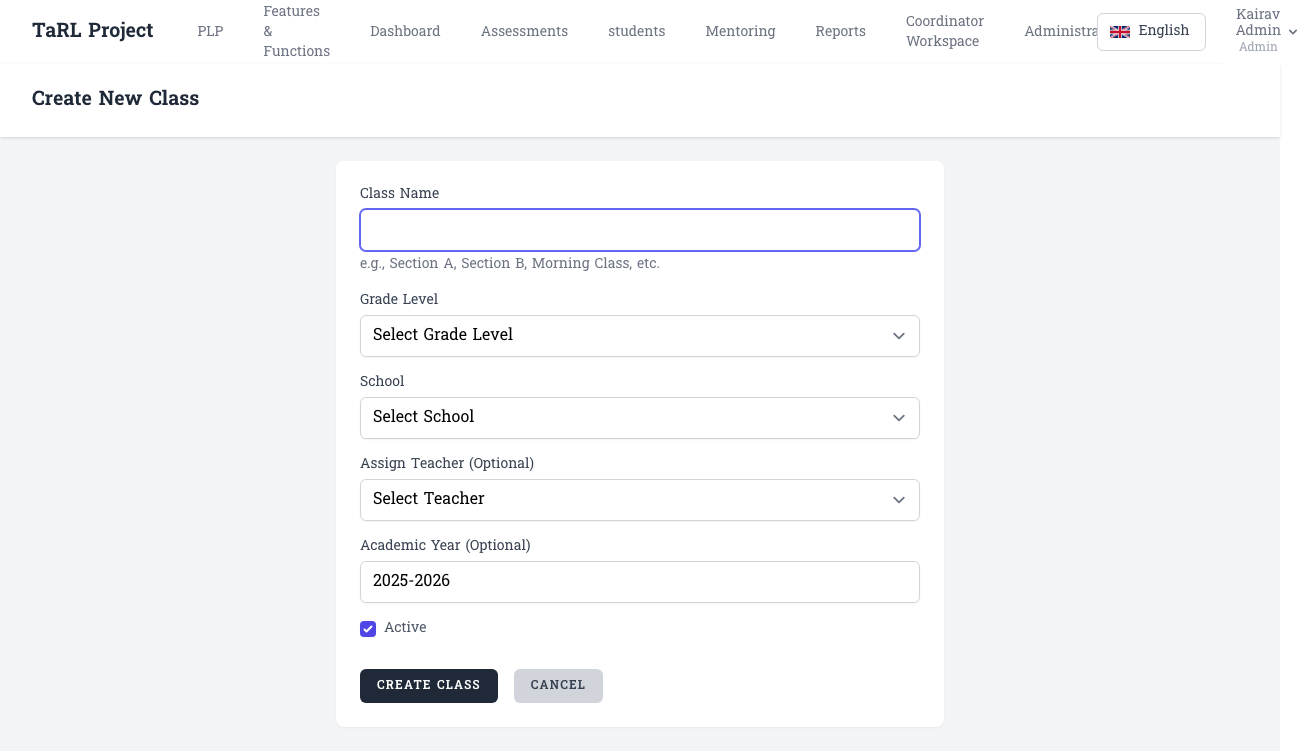 TaRL Project
PLP
Features
&
Functions
Dashboard
Assessments
students
Mentoring
Reports
Coordinator
Workspace
Administra
English
Kairav
Admin
Admin
Create New Class
Class Name
e.g., Section A, Section B, Morning Class, etc.
Grade Level
Select Grade Level
School
Select School
Assign Teacher (Optional)
Select Teacher
Academic Year (Optional)
2025-2026
Active
CREATE CLASS
CANCEL